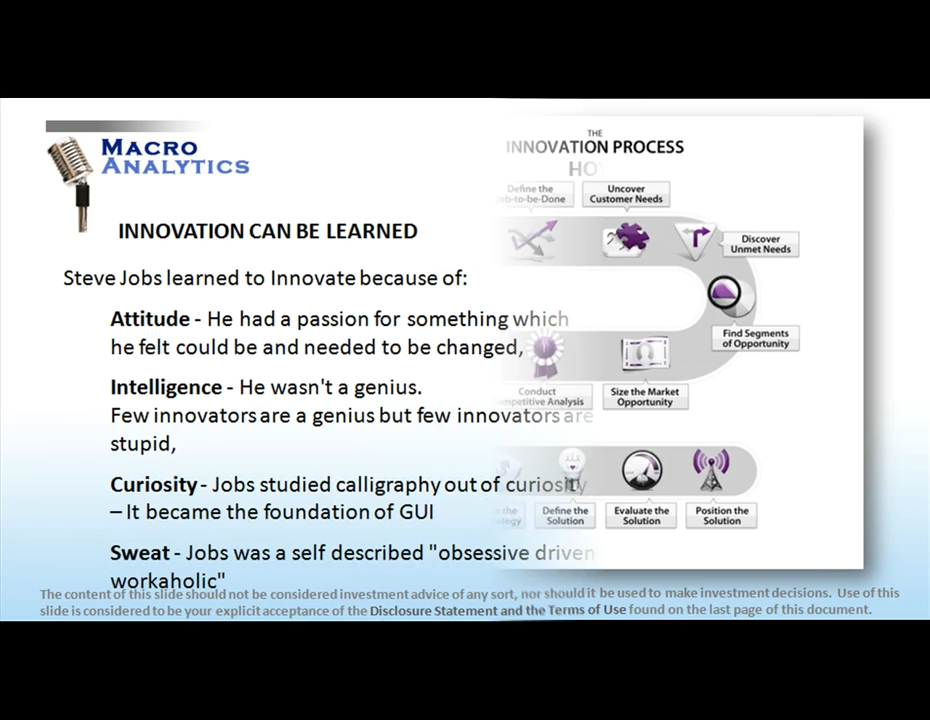 MACRO
ANALYTICS
INNOVATION CAN BE LEARNED
Steve Jobs learned to Innovate because of:
Attitude - He had a passion for something which
he felt could be and needed to be changed,
Intelligence - He wasn't a genius.
Few innovators are a genius but few innovators are
stupid,
Curiosity - Jobs studied calligraphy out of curiosity
– It became the foundation of GUI
Sweat - Jobs was a self described "obsessive driven
workaholic"
THE
INNOVATION PROCESS
Define the
Uncover
Customer Needs
Discover
Unmet Needs
Find Segments
of Opportunity
Conduct
Analysis
Size the Market
Opportunity
the
Define the
Solution
Evaluate the
Solution
Position the
Solution
The content of this slide should not be considered investment advice of any sort, nor should it be used to make investment decisions. Use of this
slide is considered to be your explicit acceptance of the Disclosure Statement and the Terms of Use found on the last page of this document.